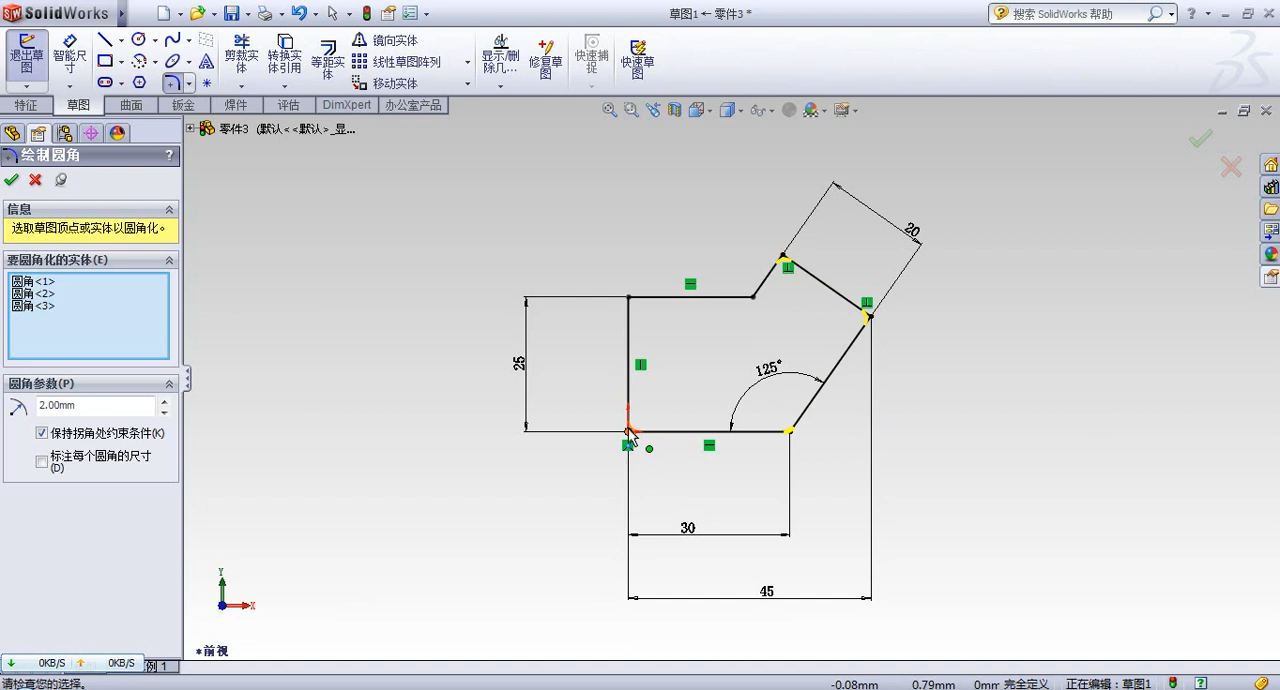 SolidWorks
草图1 ← 零件3 *
搜索 SolidWorks 帮助
退出草图
智能尺寸
剪裁实体
转换实体引用
等距实体
镜向实体
线性草图阵列
移动实体
显示/删除几...
修复草图
快速捕捉
快速草图
特征
草图
曲面
钣金
焊件
评估
DimXpert
办公室产品
零件3 (默认<<默认>_显...
绘制圆角
?
信息
选取草图顶点或实体以圆角化。
要圆角化的实体(E)
圆角<1>
圆角<2>
圆角<3>
圆角参数(P)
2.00mm
保持拐角处约束条件(K)
标注每个圆角的尺寸
(D)
20
25
125°
30
45
Y
X
*前视
0KB/S
0KB/S
例 1
请检查您的选择。
-0.08mm
0.79mm
0mm
完全定义
正在编辑：草图1